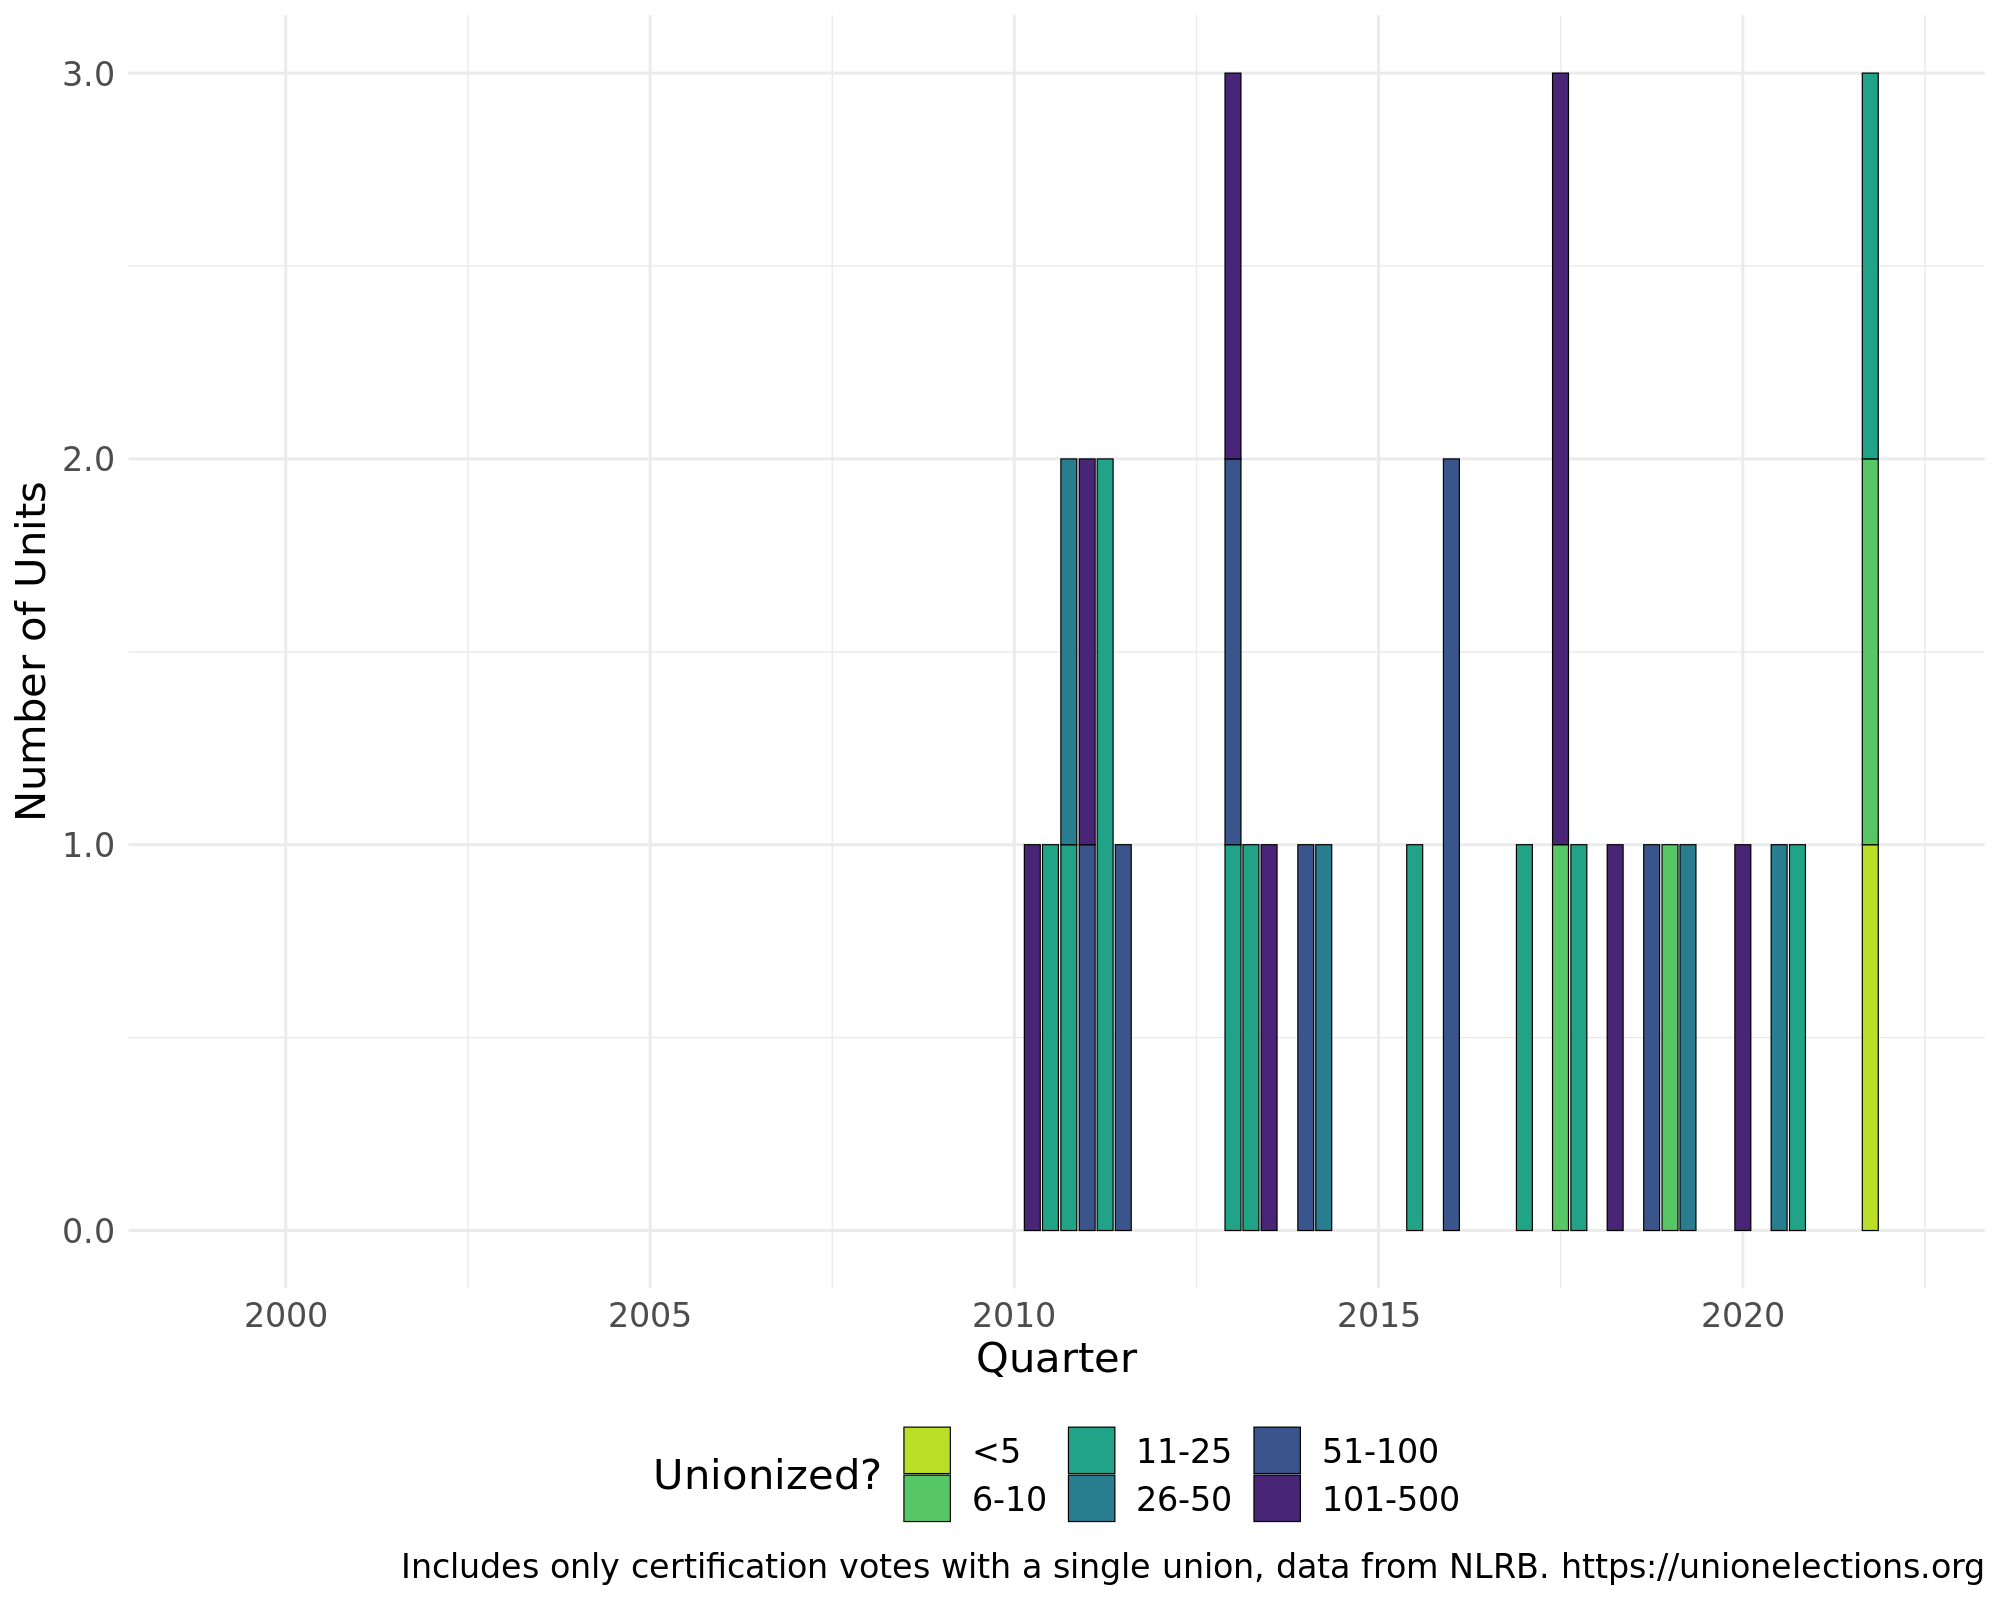 3.0
2.0
1.0
0.0
Number of Units
2000 2005 2010 2015 2020
Quarter
Unionized?
<5 11-25 51-100
6-10 26-50 101-500
Includes only certification votes with a single union, data from NLRB. https://unionelections.org